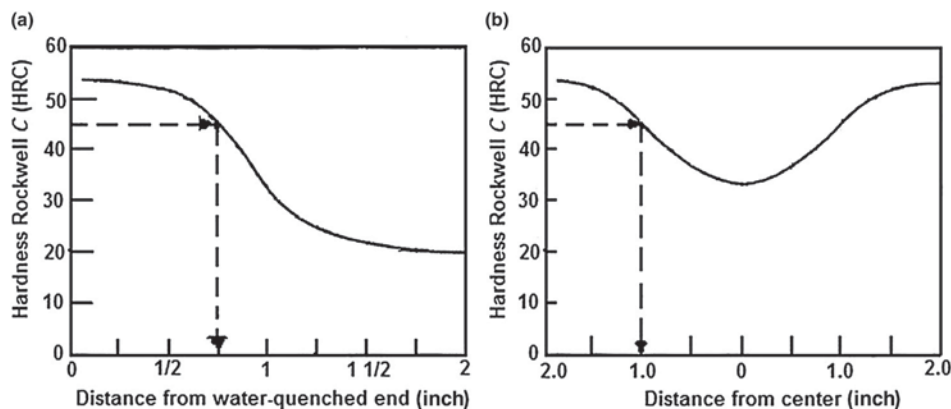 (a)
60
50
40
30
20
10
0
Hardness Rockwell C (HRC)
0 1/2 1 1 1/2 2
Distance from water-quenched end (inch)
(b)
60
50
40
30
20
10
0
Hardness Rockwell C (HRC)
2.0 1.0 0 1.0 2.0
Distance from center (inch)